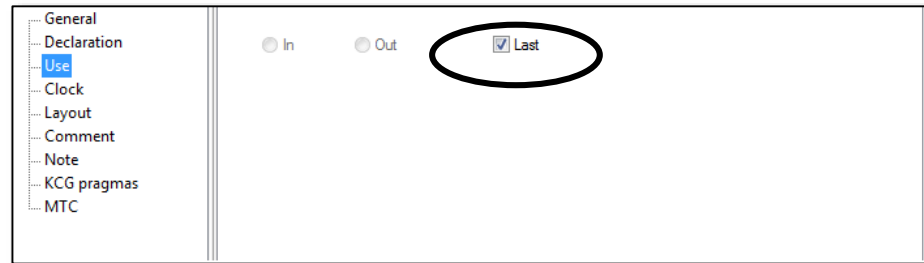 General
Declaration
Use
Clock
Layout
Comment
Note
KCG pragmas
MTC
In Out Last